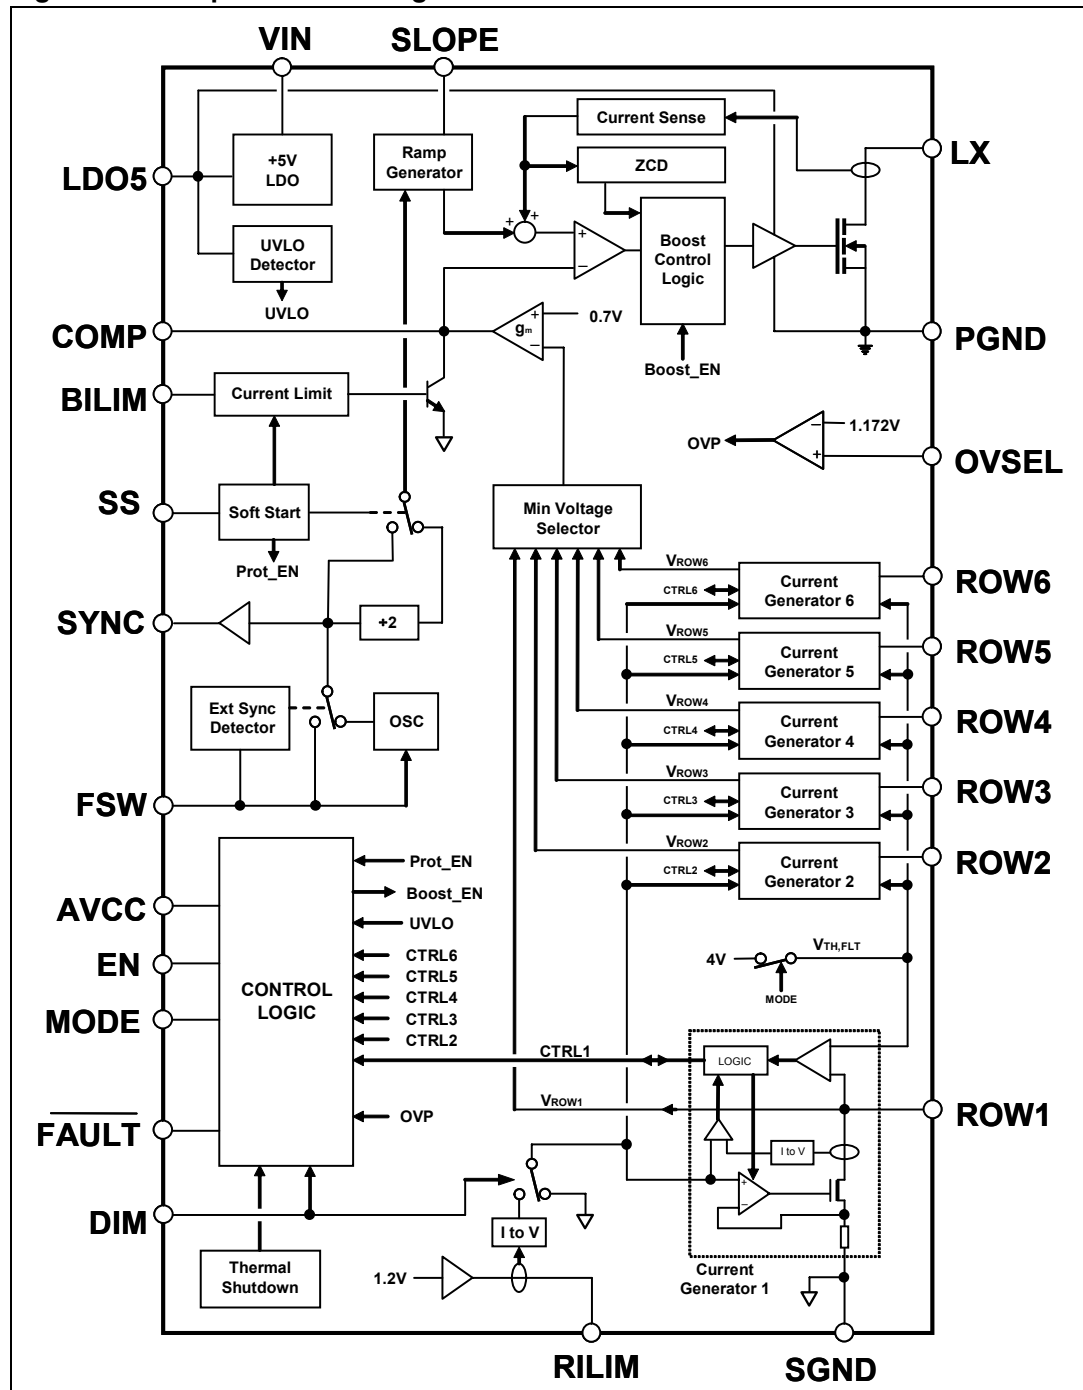 VIN
SLOPE
Current Sense
+5V
LDO
Ramp
Generator
LX
LDO5
ZCD
+
+
UVLO
Detector
+
−
Boost
Control
Logic
UVLO
COMP
gm
+
−
0.7V
PGND
Boost_EN
BILIM
Current Limit
OVP
−
1.172V
+
OVSEL
SS
Soft Start
Min Voltage
Selector
Prot_EN
VROW6
CTRL6
Current
Generator 6
ROW6
SYNC
+2
VROW5
CTRL5
Current
Generator 5
ROW5
Ext Sync
Detector
OSC
VROW4
CTRL4
Current
Generator 4
ROW4
FSW
VROW3
CTRL3
Current
Generator 3
ROW3
VROW2
CTRL2
Current
Generator 2
ROW2
Prot_EN
Boost_EN
AVCC
UVLO
EN
CTRL6
4V
VTH,FLT
CTRL5
MODE
CONTROL
LOGIC
CTRL4
MODE
CTRL3
CTRL2
CTRL1
LOGIC
VROW1
ROW1
FAULT
OVP
I to V
+
−
DIM
I to V
Thermal
Shutdown
1.2V
Current
Generator 1
RILIM
SGND